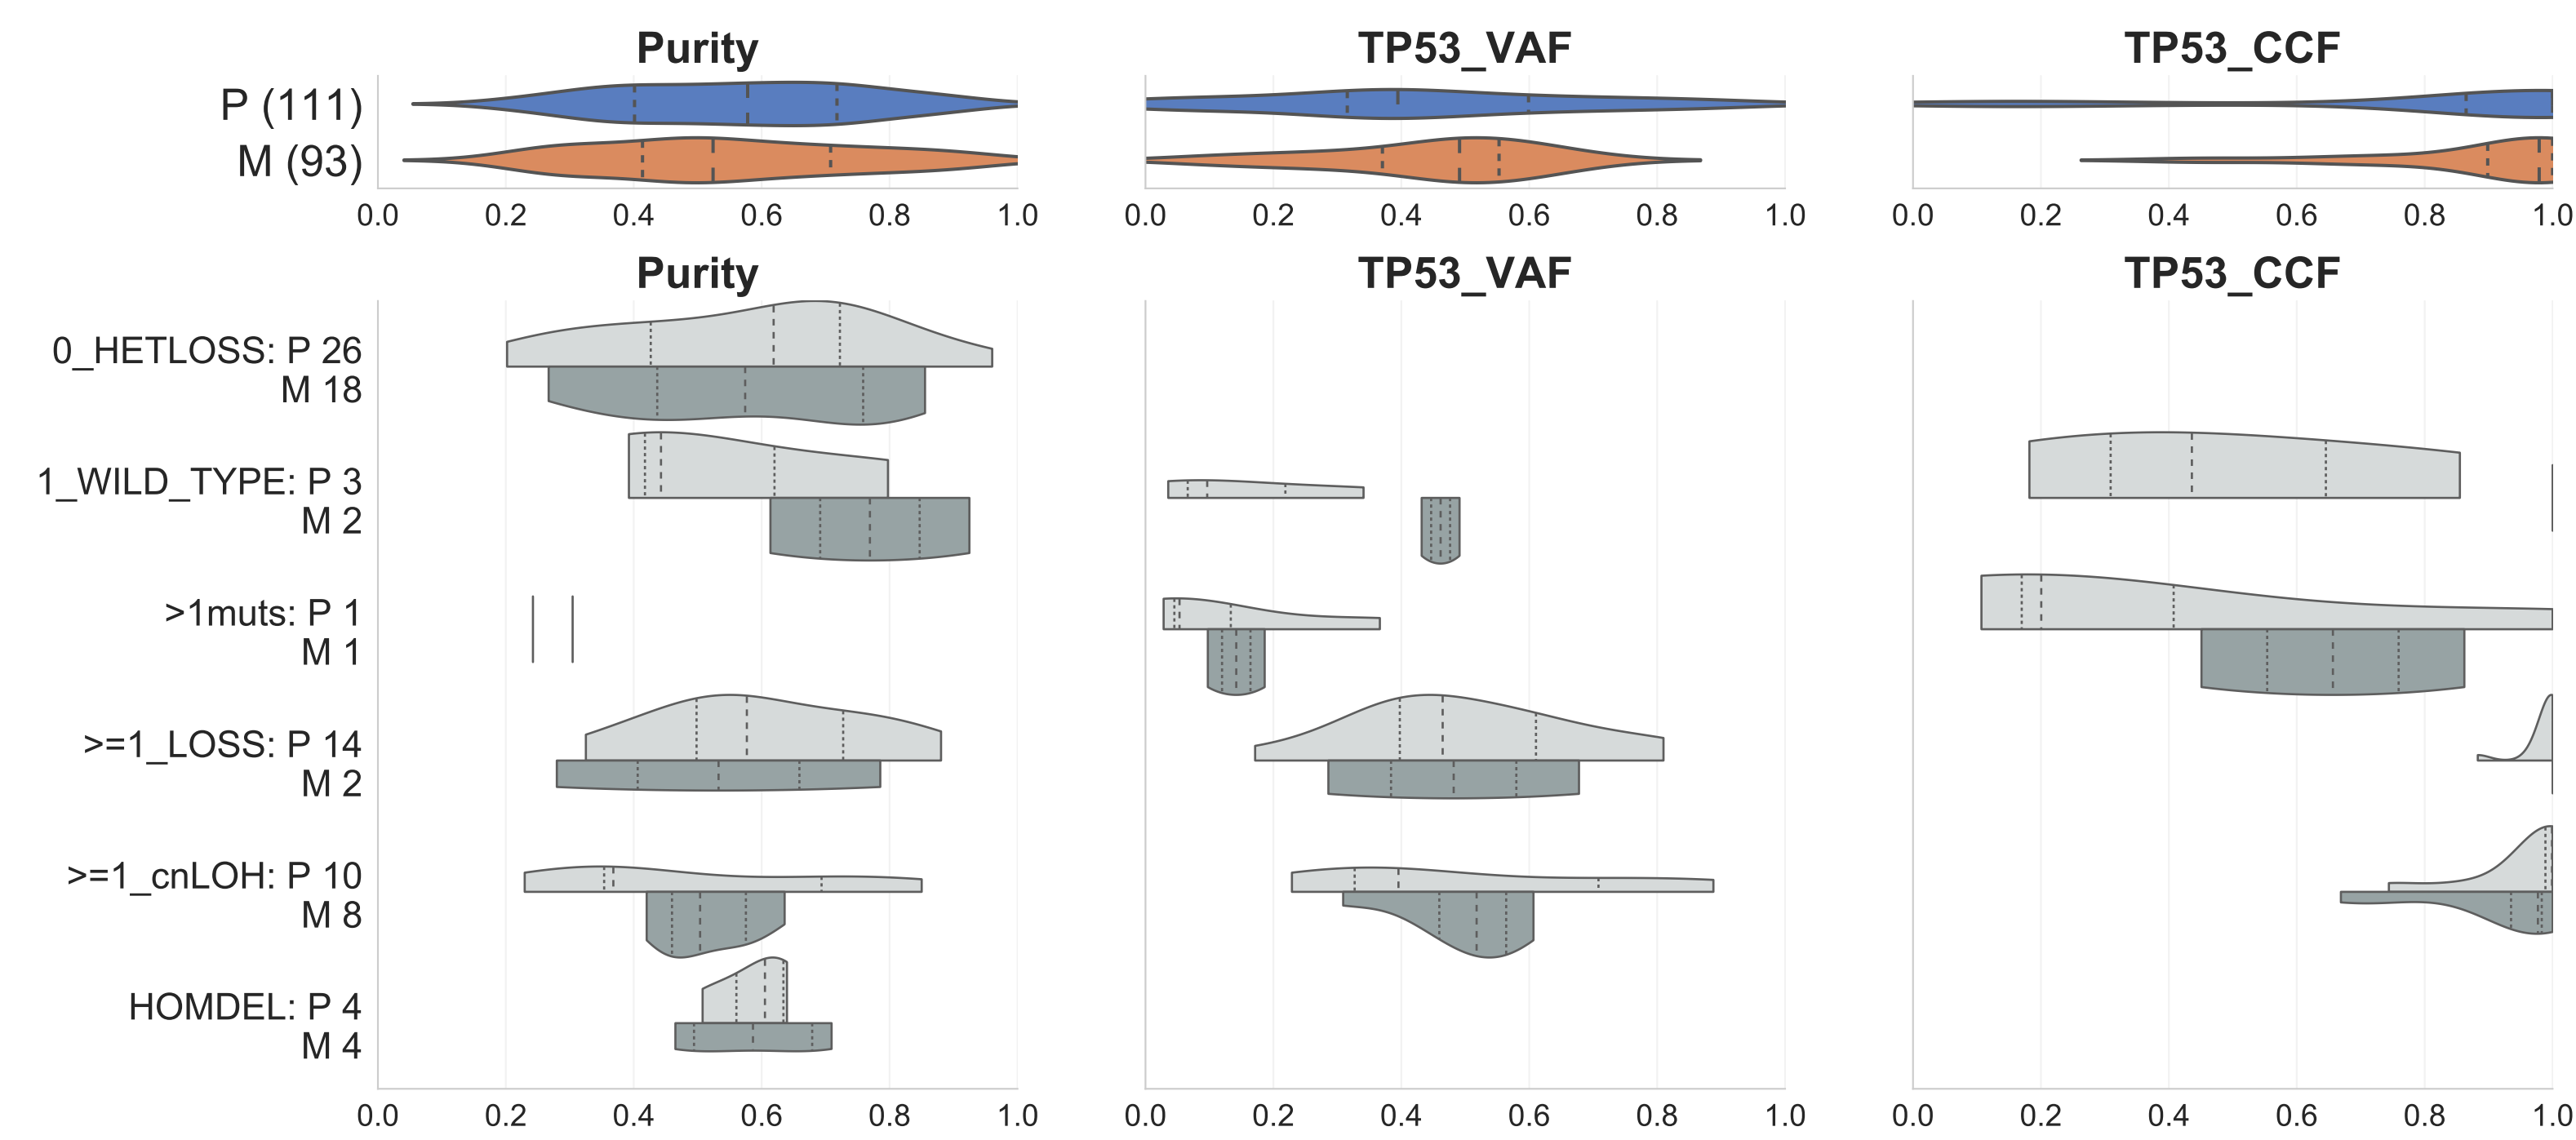 Purity TP53_VAF TP53_CCF
P (111)
M (93)
0.0 0.2 0.4 0.6 0.8 1.0 0.0 0.2 0.4 0.6 0.8 1.0 0.0 0.2 0.4 0.6 0.8 1.0
Purity TP53_VAF TP53_CCF
0_HETLOSS: P 26
M 18
1_WILD_TYPE: P 3
M 2
>1muts: P 1
M 1
>=1_LOSS: P 14
M 2
>=1_cnLOH: P 10
M 8
HOMDEL: P 4
M 4
0.0 0.2 0.4 0.6 0.8 1.0 0.0 0.2 0.4 0.6 0.8 1.0 0.0 0.2 0.4 0.6 0.8 1.0